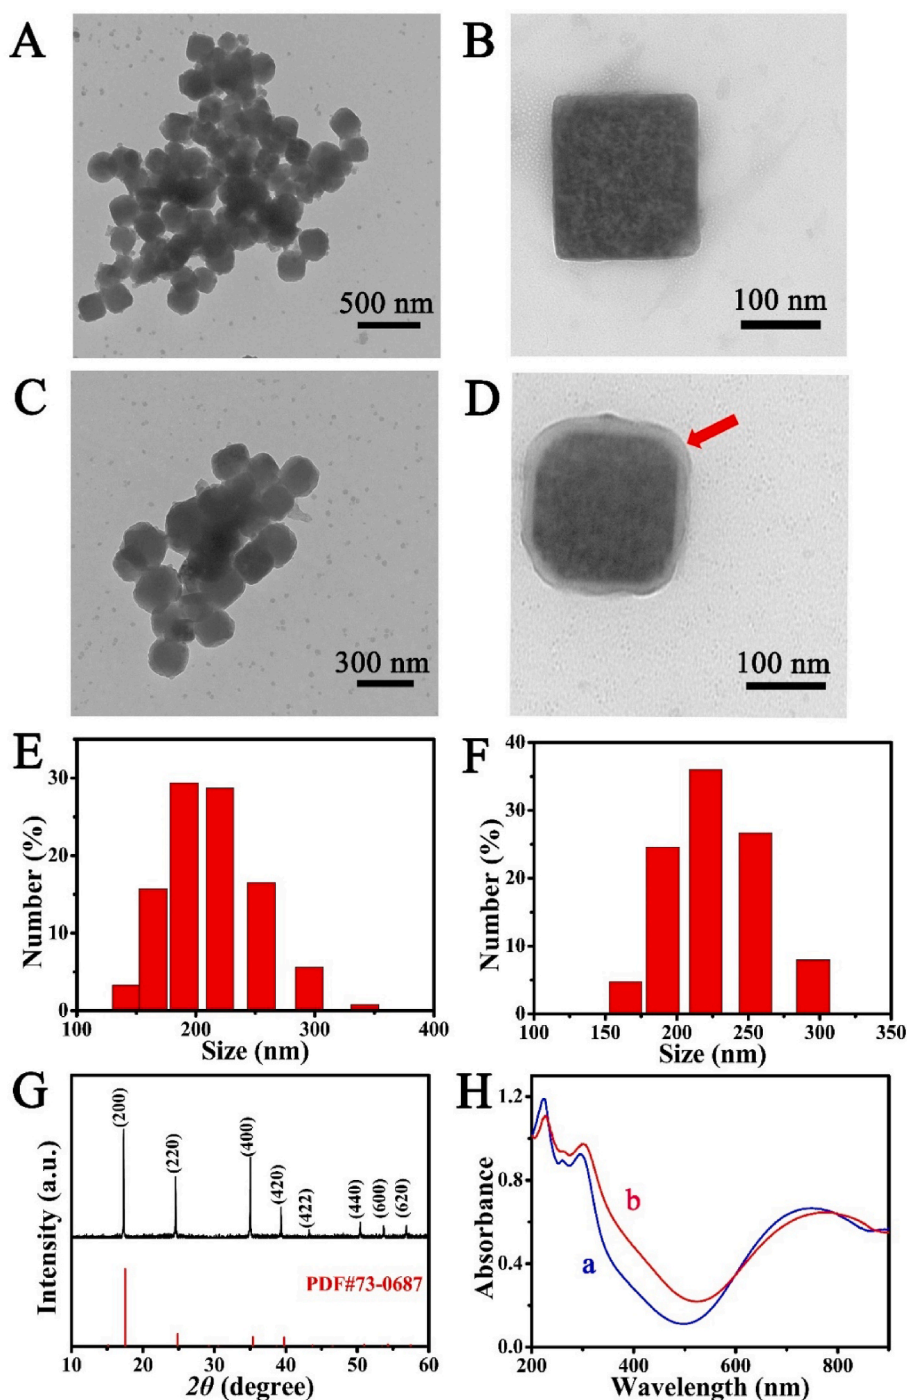 A
500 nm
B
100 nm
C
300 nm
D
100 nm
E
Number (%)
30
20
10
0
100
200
300
400
Size (nm)
F
Number (%)
40
30
20
10
0
100
150
200
250
300
350
Size (nm)
G
Intensity (a.u.)
(200)
(220)
(400)
(420)
(422)
(440)
(600)
(620)
PDF#73-0687
10
20
30
40
50
60
2θ (degree)
H
Absorbance
1.2
0.8
0.4
0.0
b
a
200
400
600
800
Wavelength (nm)